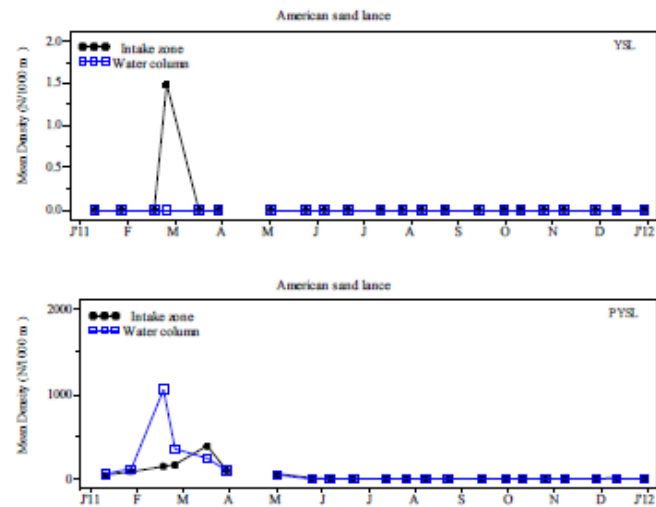 American sand lance
YSL
Intake zone
Water column
Mean Density (N/1000 m )
2.0
1.5
1.0
0.5
0.0
J'11 F M A M J J A S O N D J'12
American sand lance
PYSL
Intake zone
Water column
Mean Density (N/1000 m )
2000
1000
0
J'11 F M A M J J A S O N D J'12